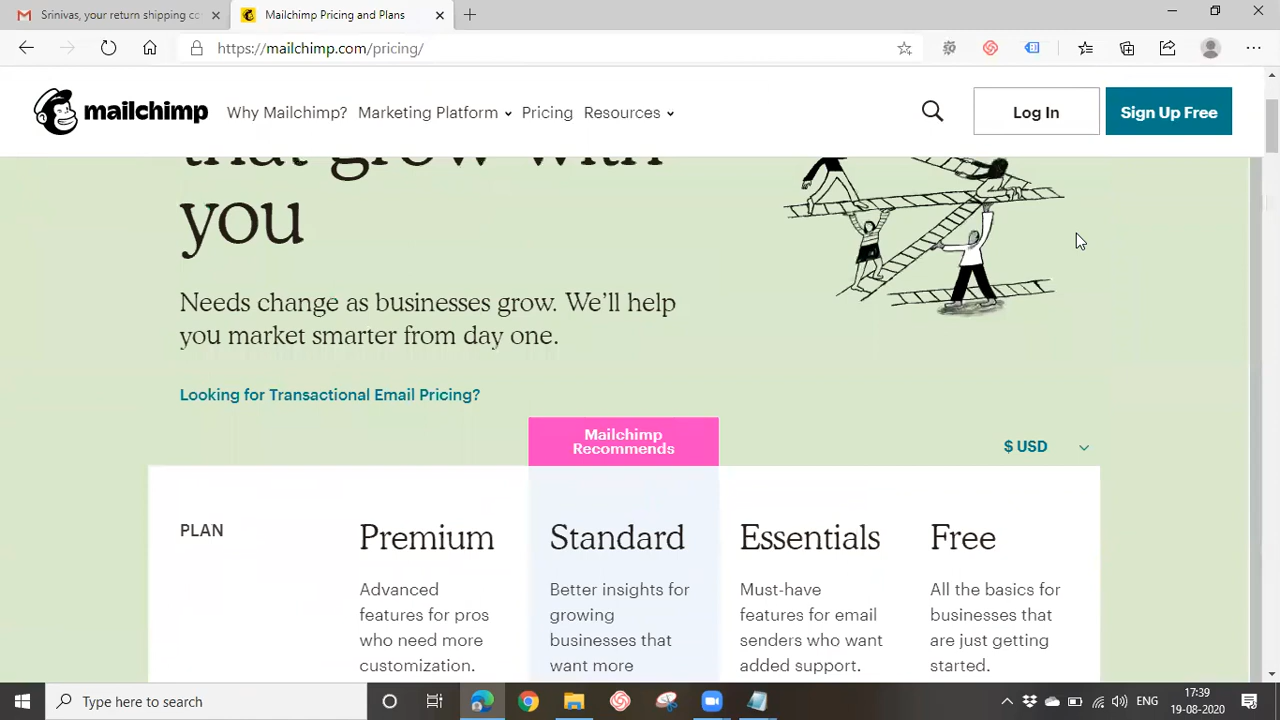 Srinivas, your return shipping co
Mailchimp Pricing and Plans
https://mailchimp.com/pricing/
mailchimp
Why Mailchimp?
Marketing Platform
Pricing
Resources
Log In
Sign Up Free
that grow with
you
Needs change as businesses grow. We'll help
you market smarter from day one.
Looking for Transactional Email Pricing?
Mailchimp
Recommends
$ USD
PLAN
Premium
Advanced
features for pros
who need more
customization.
Standard
Better insights for
growing
businesses that
want more
Essentials
Must-have
features for email
senders who want
added support.
Free
All the basics for
businesses that
are just getting
started.
Type here to search
ENG
17:39
19-08-2020